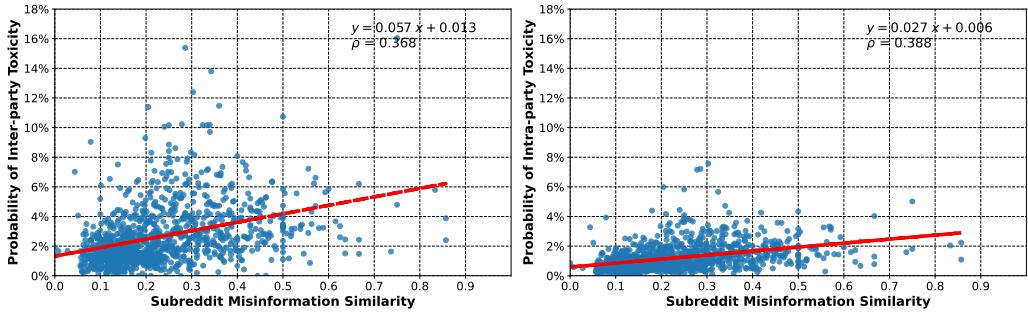 18%
16%
14%
12%
10%
8%
6%
4%
2%
0%
Probability of Inter-party Toxicity
y = 0.057 x + 0.013
ρ = 0.368
0.0 0.1 0.2 0.3 0.4 0.5 0.6 0.7 0.8 0.9
Subreddit Misinformation Similarity
18%
16%
14%
12%
10%
8%
6%
4%
2%
0%
Probability of Intra-party Toxicity
y = 0.027 x + 0.006
ρ = 0.388
0.0 0.1 0.2 0.3 0.4 0.5 0.6 0.7 0.8 0.9
Subreddit Misinformation Similarity